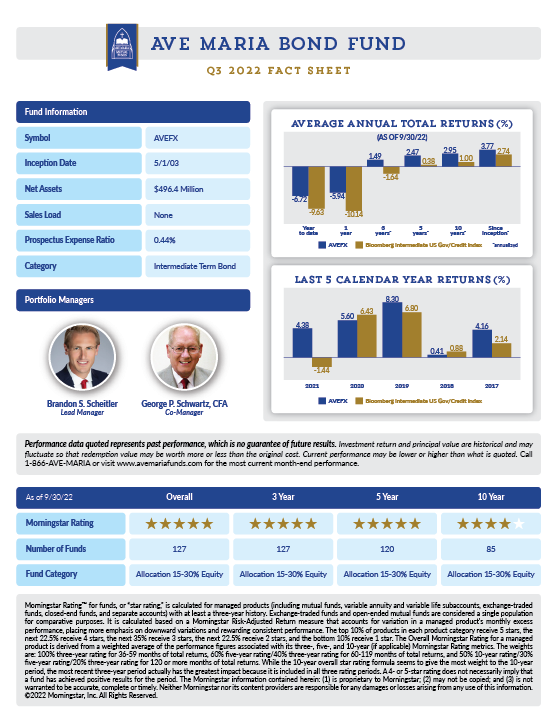 AVE MARIA BOND FUND
Q3 2022 FACT SHEET
Fund Information
Symbol AVEFX
Inception Date 5/1/03
Net Assets $496.4 Million
Sales Load None
Prospectus Expense Ratio 0.44%
Category Intermediate Term Bond
Portfolio Managers
Brandon S. Scheitler
Lead Manager
George P. Schwartz, CFA
Co-Manager
AVERAGE ANNUAL TOTAL RETURNS (%)
(AS OF 9/30/22)
-6.72 -9.63 -5.94 -10.14 1.49 -1.64 2.47 0.38 2.95 1.00 3.77 2.74
Year to date
1 year
6 years*
5 years*
10 years*
Since Inception*
AVEFX Bloomberg Intermediate US Gov/Credit Index *annualized
LAST 5 CALENDAR YEAR RETURNS (%)
4.38 -1.44 5.60 6.43 8.30 6.80 0.41 0.88 4.16 2.14
2021 2020 2019 2018 2017
AVEFX Bloomberg Intermediate US Gov/Credit Index
Performance data quoted represents past performance, which is no guarantee of future results. Investment return and principal value are historical and may
fluctuate so that redemption value may be worth more or less than the original cost. Current performance may be lower or higher than what is quoted. Call
1-866-AVE-MARIA or visit www.avemariafunds.com for the most current month-end performance.
As of 9/30/22 Overall 3 Year 5 Year 10 Year
Morningstar Rating ★★★★★ ★★★★★ ★★★★★ ★★★★★
Number of Funds 127 127 120 85
Fund Category Allocation 15-30% Equity Allocation 15-30% Equity Allocation 15-30% Equity Allocation 15-30% Equity
Morningstar Rating™ for funds, or "star rating," is calculated for managed products (including mutual funds, variable annuity and variable life subaccounts, exchange-traded
funds, closed-end funds, and separate accounts) with at least a three-year history. Exchange-traded funds and open-ended mutual funds are considered a single population
for comparative purposes. It is calculated based on a Morningstar Risk-Adjusted Return measure that accounts for variation in a managed product's monthly excess
performance, placing more emphasis on downward variations and rewarding consistent performance. The top 10% of products in each product category receive 5 stars, the
next 22.5% receive 4 stars, the next 35% receive 3 stars, the next 22.5% receive 2 stars, and the bottom 10% receive 1 star. The Overall Morningstar Rating for a managed
product is derived from a weighted average of the performance figures associated with its three-, five-, and 10-year (if applicable) Morningstar Rating metrics. The weights
are: 100% three-year rating for 36-59 months of total returns, 60% five-year rating/40% three-year rating for 60-119 months of total returns, and 50% 10-year rating/30%
five-year rating/20% three-year rating for 120 or more months of total returns. While the 10-year overall star rating formula seems to give the most weight to the 10-year
period, the most recent three-year period actually has the greatest impact because it is included in all three rating periods. A 4- or 5-star rating does not necessarily imply that
a fund has achieved positive results for the period. The Morningstar information contained herein: (1) is proprietary to Morningstar; (2) may not be copied; and (3) is not
warranted to be accurate, complete or timely. Neither Morningstar nor its content providers are responsible for any damages or losses arising from any use of this information.
©2022 Morningstar, Inc. All Rights Reserved.